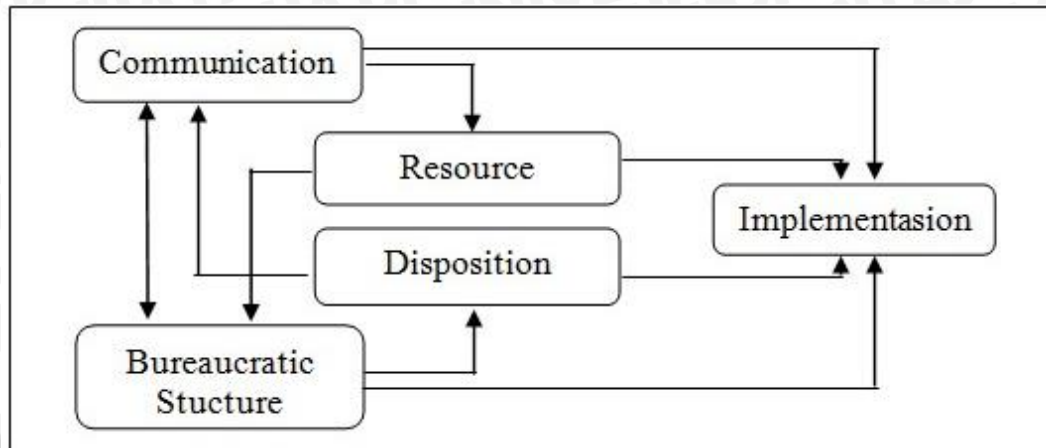 Communication
Resource
Implementasion
Disposition
Bureaucratic
Stucture